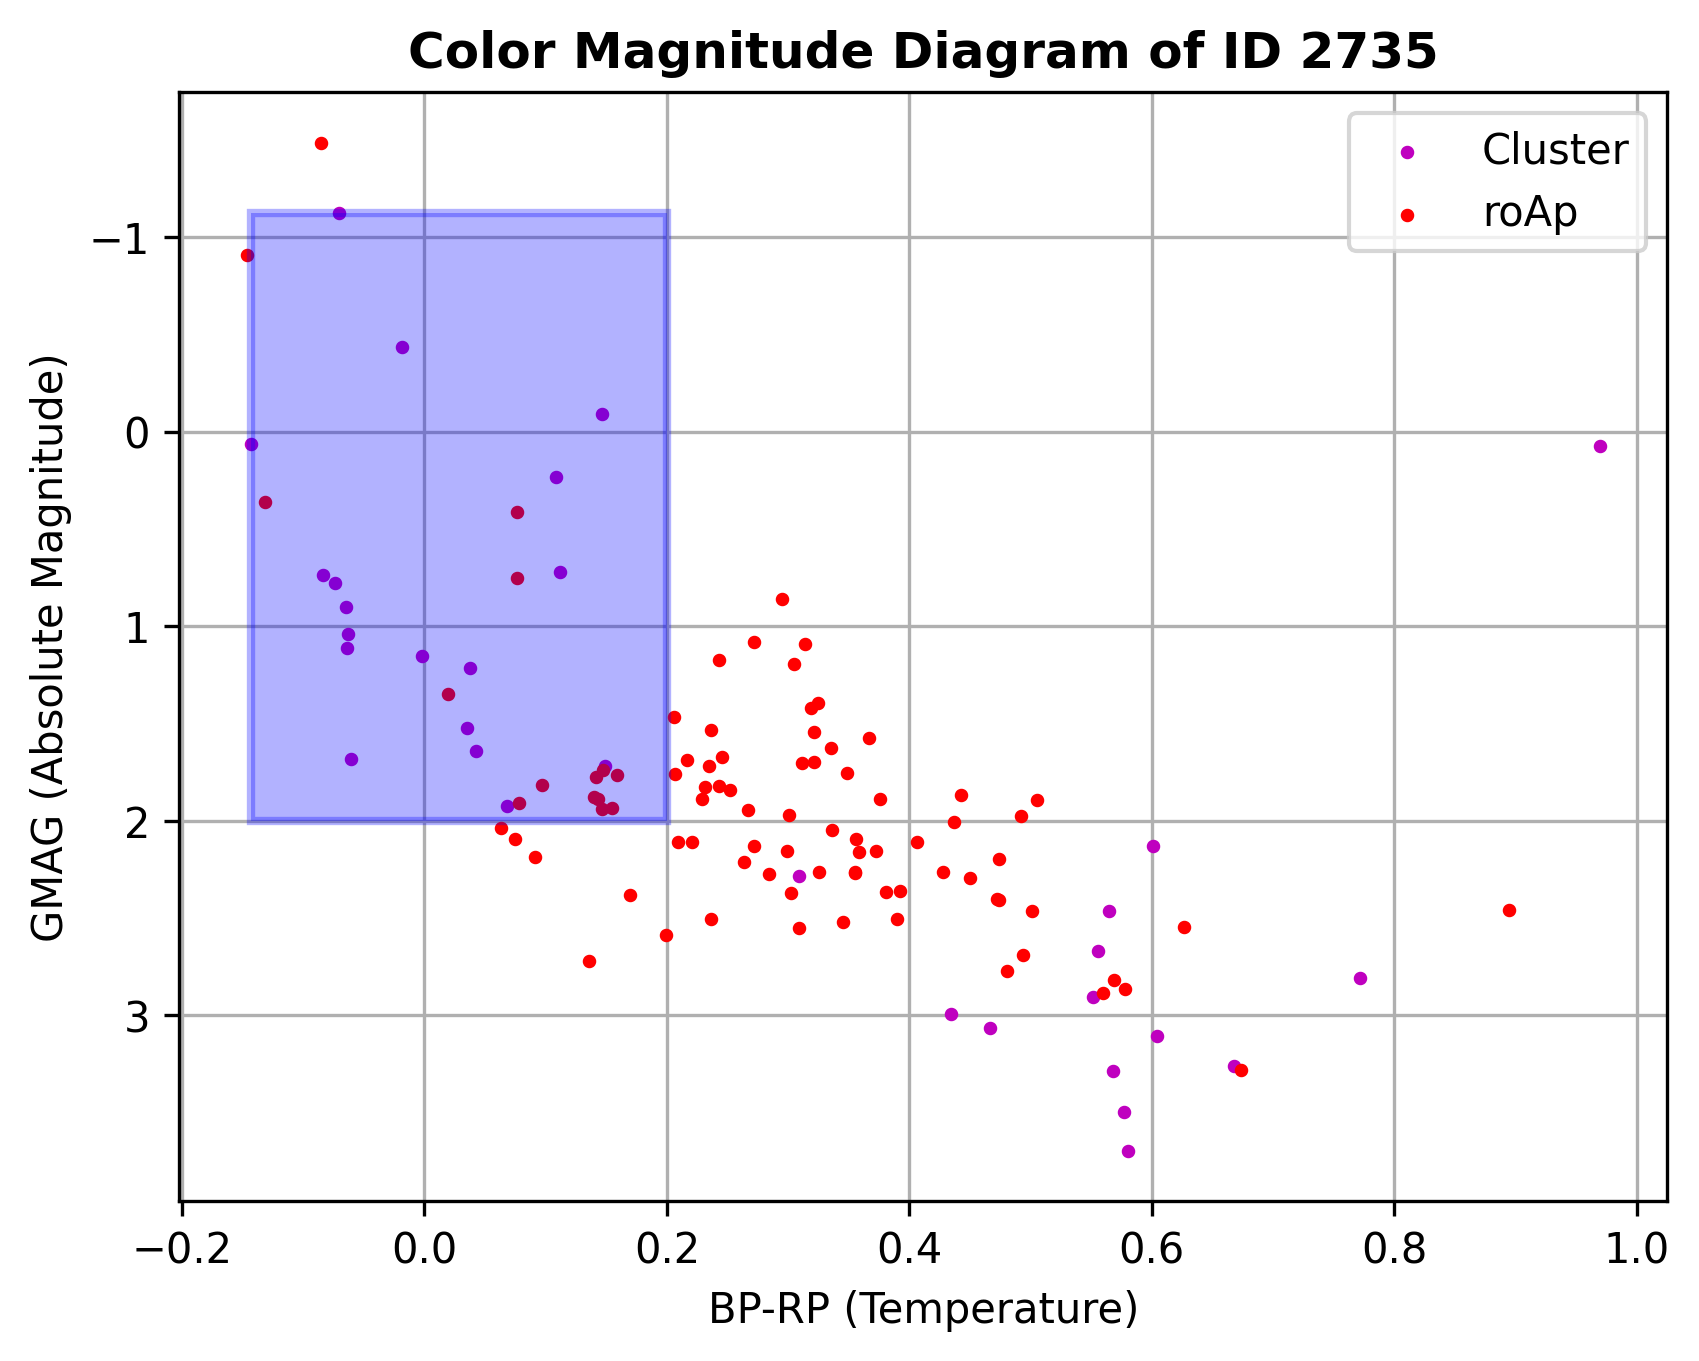 Color Magnitude Diagram of ID 2735
Cluster
roAp
GMAG (Absolute Magnitude)
−1
0
1
2
3
−0.2 0.0 0.2 0.4 0.6 0.8 1.0
BP-RP (Temperature)